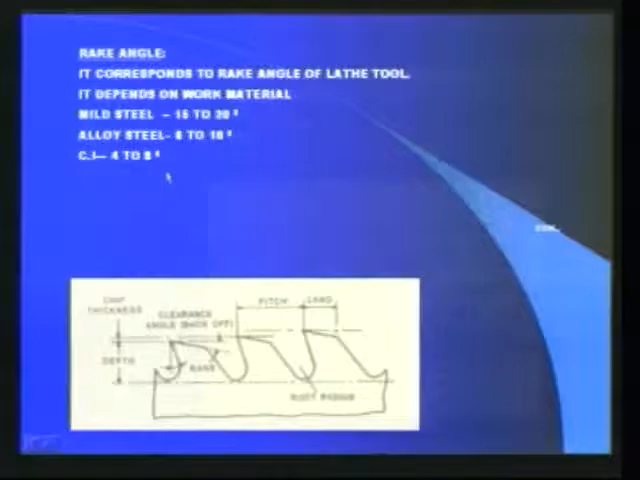 RAKE ANGLE:
IT CORRESPONDS TO RAKE ANGLE OF LATHE TOOL.
IT DEPENDS ON WORK MATERIAL
MILD STEEL – 15 TO 20 °
ALLOY STEEL- 8 TO 10 °
C.I– 4 TO 8 °
CHIP
THICKNESS
CLEARANCE
ANGLE (BACK OFF)
PITCH
LAND
DEPTH
RAKE
ROOT RADIUS